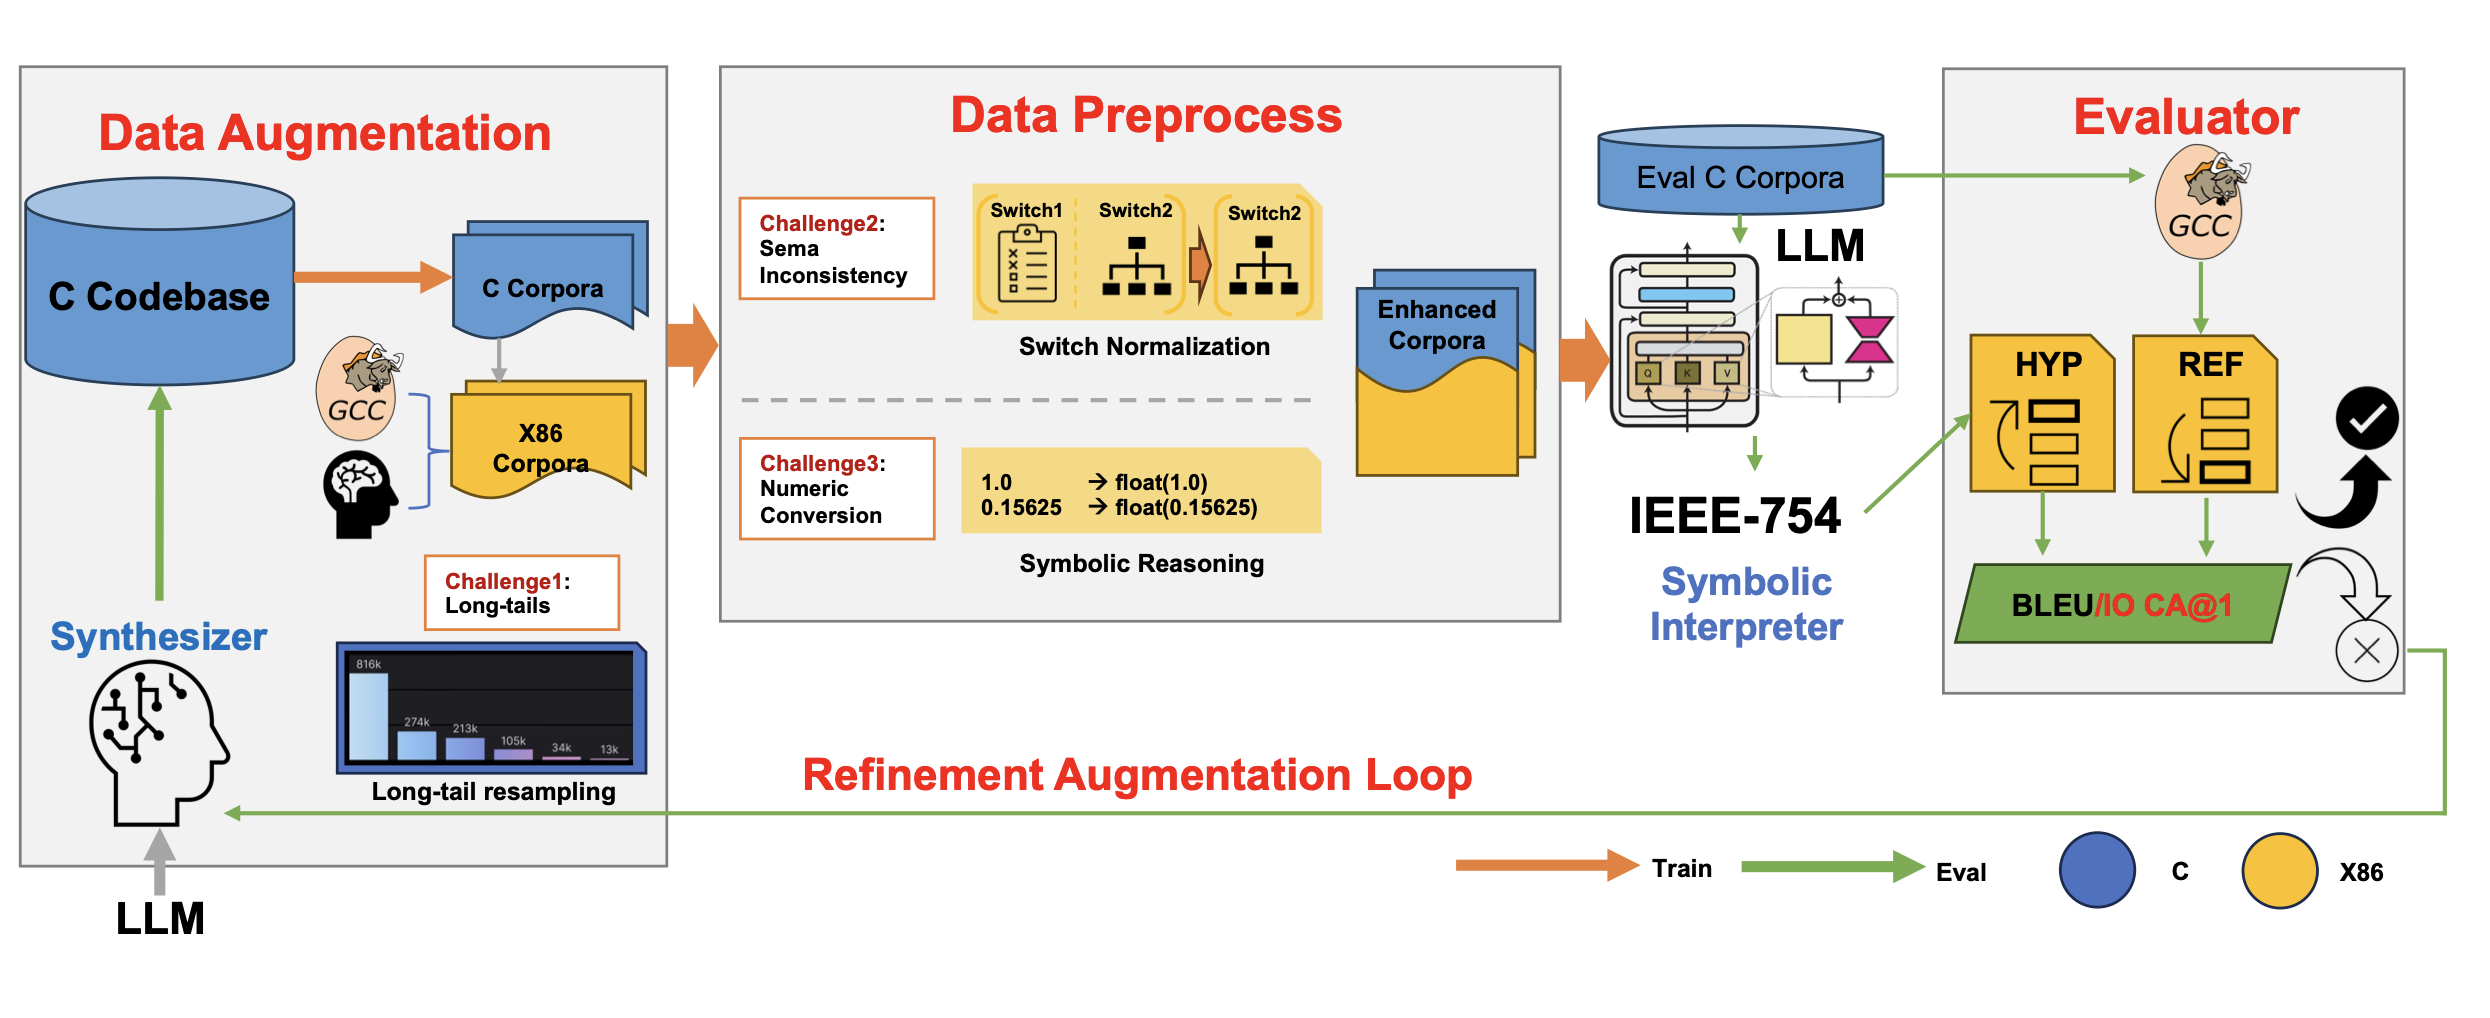 Data Augmentation
C Codebase
C Corpora
GCC
X86
Corpora
Challenge1:
Long-tails
Synthesizer
816k
274k
213k
105k
34k
13k
Long-tail resampling
LLM
Data Preprocess
Challenge2:
Sema
Inconsistency
Switch1
Switch2
Switch2
Switch Normalization
Challenge3:
Numeric
Conversion
1.0 → float(1.0)
0.15625 → float(0.15625)
Symbolic Reasoning
Enhanced
Corpora
Eval C Corpora
LLM
Q
K
V
IEEE-754
Symbolic
Interpreter
Evaluator
GCC
HYP
REF
BLEU/IO CA@1
Refinement Augmentation Loop
Train
Eval
C
X86